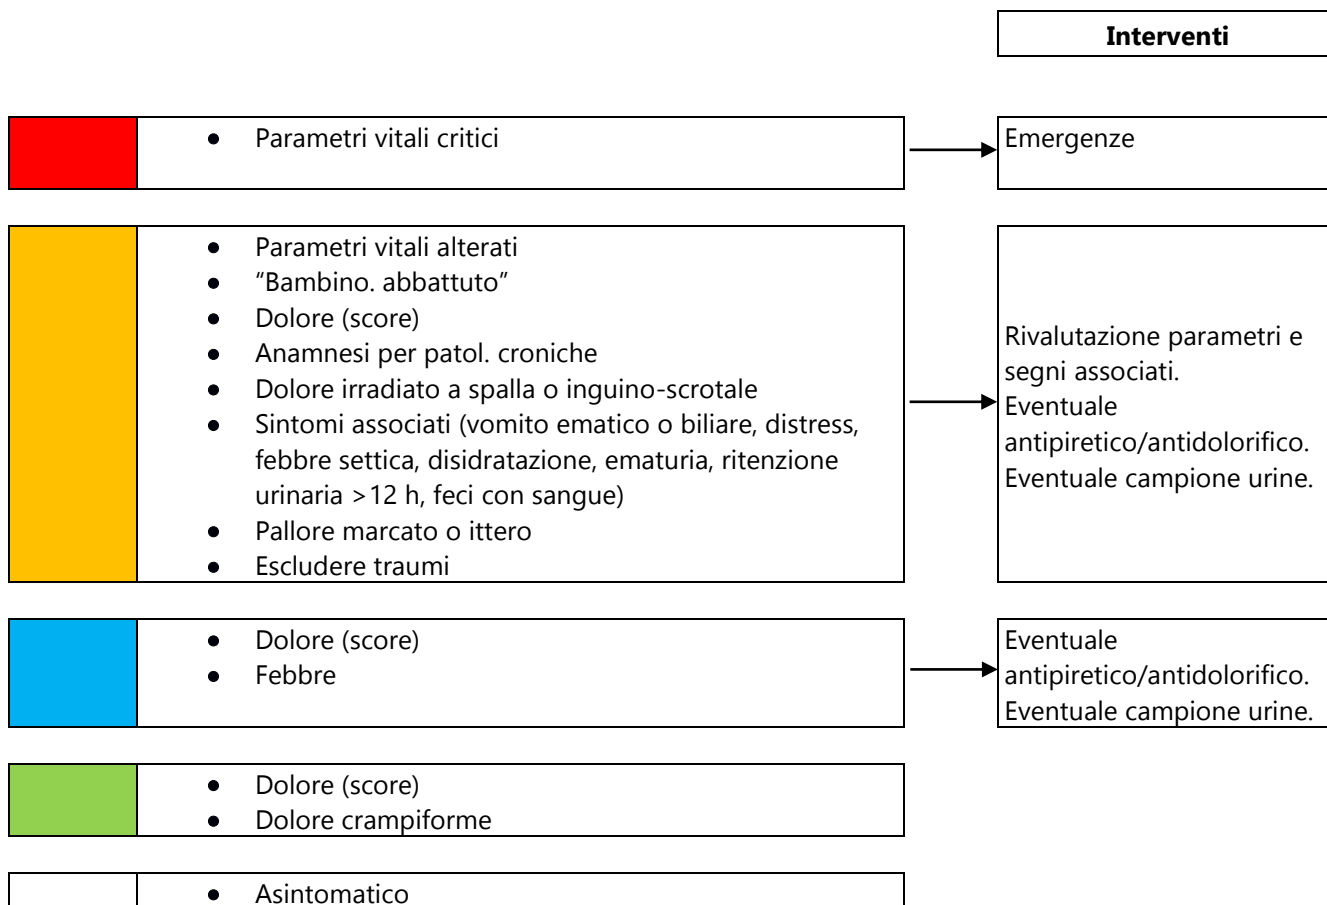 Interventi
Parametri vitali critici
Emergenze
Parametri vitali alterati
“Bambino. abbattuto”
Dolore (score)
Anamnesi per patol. croniche
Dolore irradiato a spalla o inguino-scrotale
Sintomi associati (vomito ematico o biliare, distress,
febbre settica, disidratazione, ematuria, ritenzione
urinaria >12 h, feci con sangue)
Pallore marcato o ittero
Escludere traumi
Rivalutazione parametri e
segni associati.
Eventuale
antipiretico/antidolorifico.
Eventuale campione urine.
Dolore (score)
Febbre
Eventuale
antipiretico/antidolorifico.
Eventuale campione urine.
Dolore (score)
Dolore crampiforme
Asintomatico